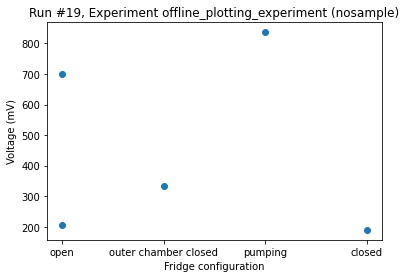 Run #19, Experiment offline_plotting_experiment (nosample)
Voltage (mV)
800
700
600
500
400
300
200
open outer chamber closed pumping closed
Fridge configuration